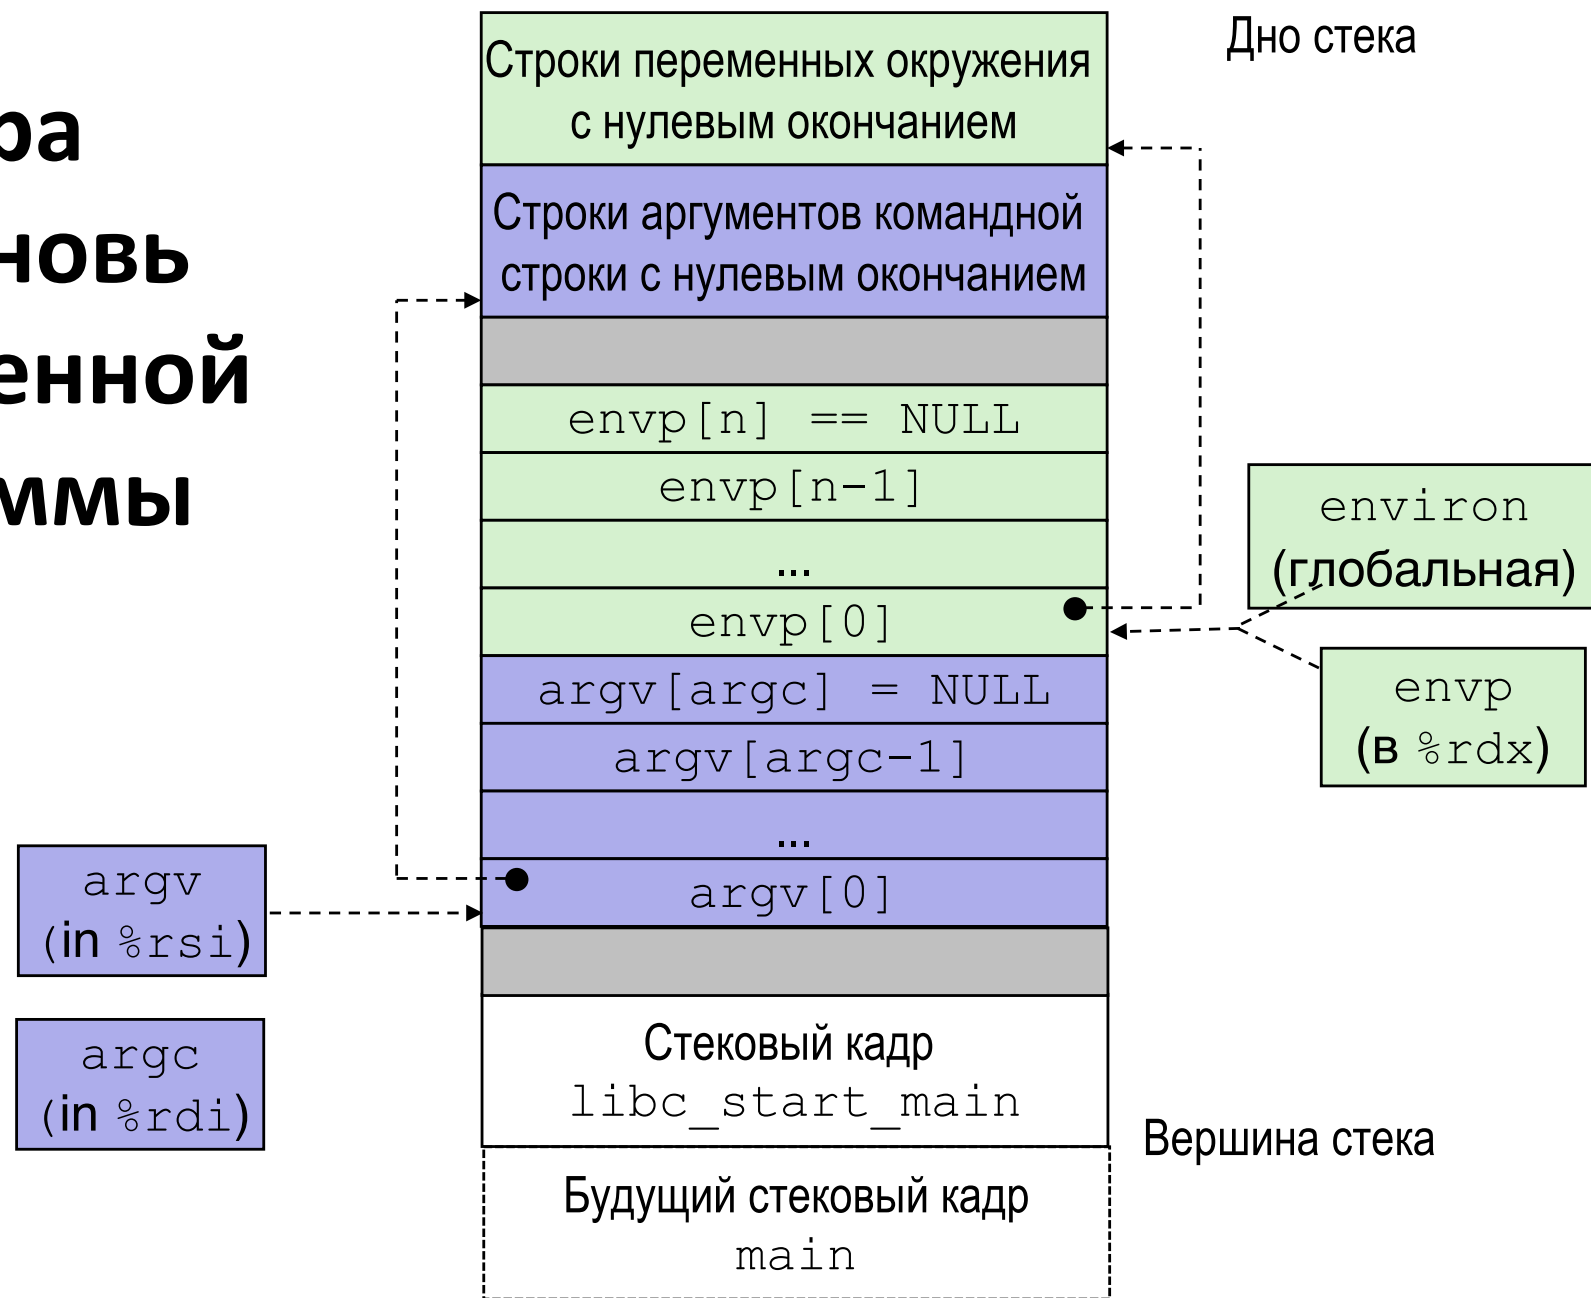 ра
новь
енной
ммы
Дно стека
Строки переменных окружения
с нулевым окончанием
Строки аргументов командной
строки с нулевым окончанием
envp[n] == NULL
envp[n-1]
...
envp[0]
argv[argc] = NULL
argv[argc-1]
...
argv[0]
environ
(глобальная)
envp
(в %rdx)
argv
(in %rsi)
argc
(in %rdi)
Стековый кадр
libc_start_main
Вершина стека
Будущий стековый кадр
main